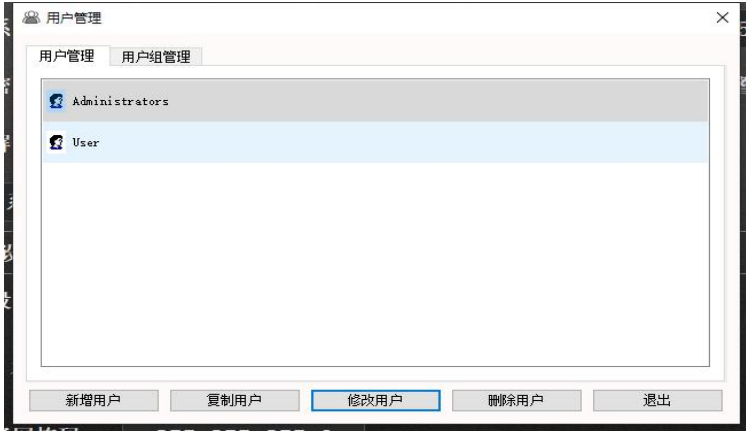 用户管理
用户管理 用户组管理
Administrators
User
新增用户 复制用户 修改用户 删除用户 退出